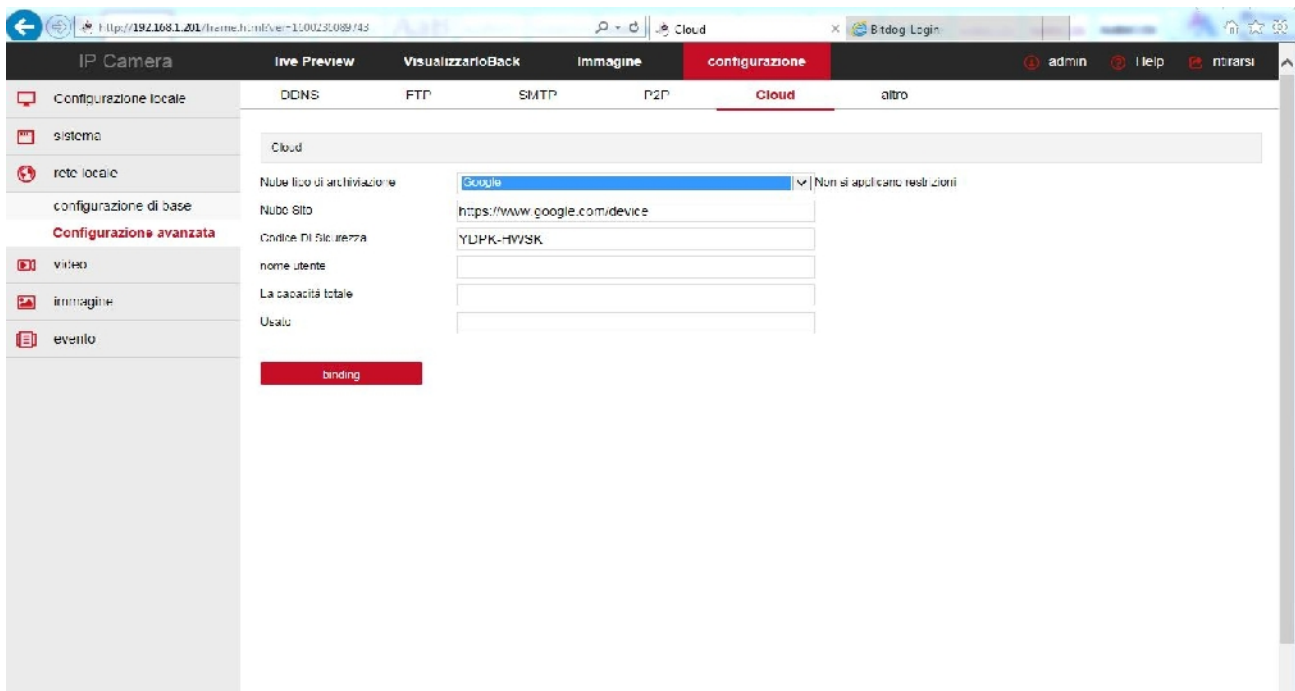 http://192.168.1.201/frame.html?ver=1500230089743
Cloud
Bitdog Login
IP Camera
live Preview
VisualizzarloBack
Immagine
configurazione
admin
Help
ritirarsi
Configurazione locale
DDNS
FTP
SMTP
P2P
Cloud
altro
sistema
Cloud
rete locale
Nube tipo di archiviazione
Google
Non si applicano restrizioni
configurazione di base
Nube Sito
https://www.google.com/device
Configurazione avanzata
Codice Di Sicurezza
YDPK-HWSK
video
nome utente
immagine
La capacità totale
evento
Usato
binding